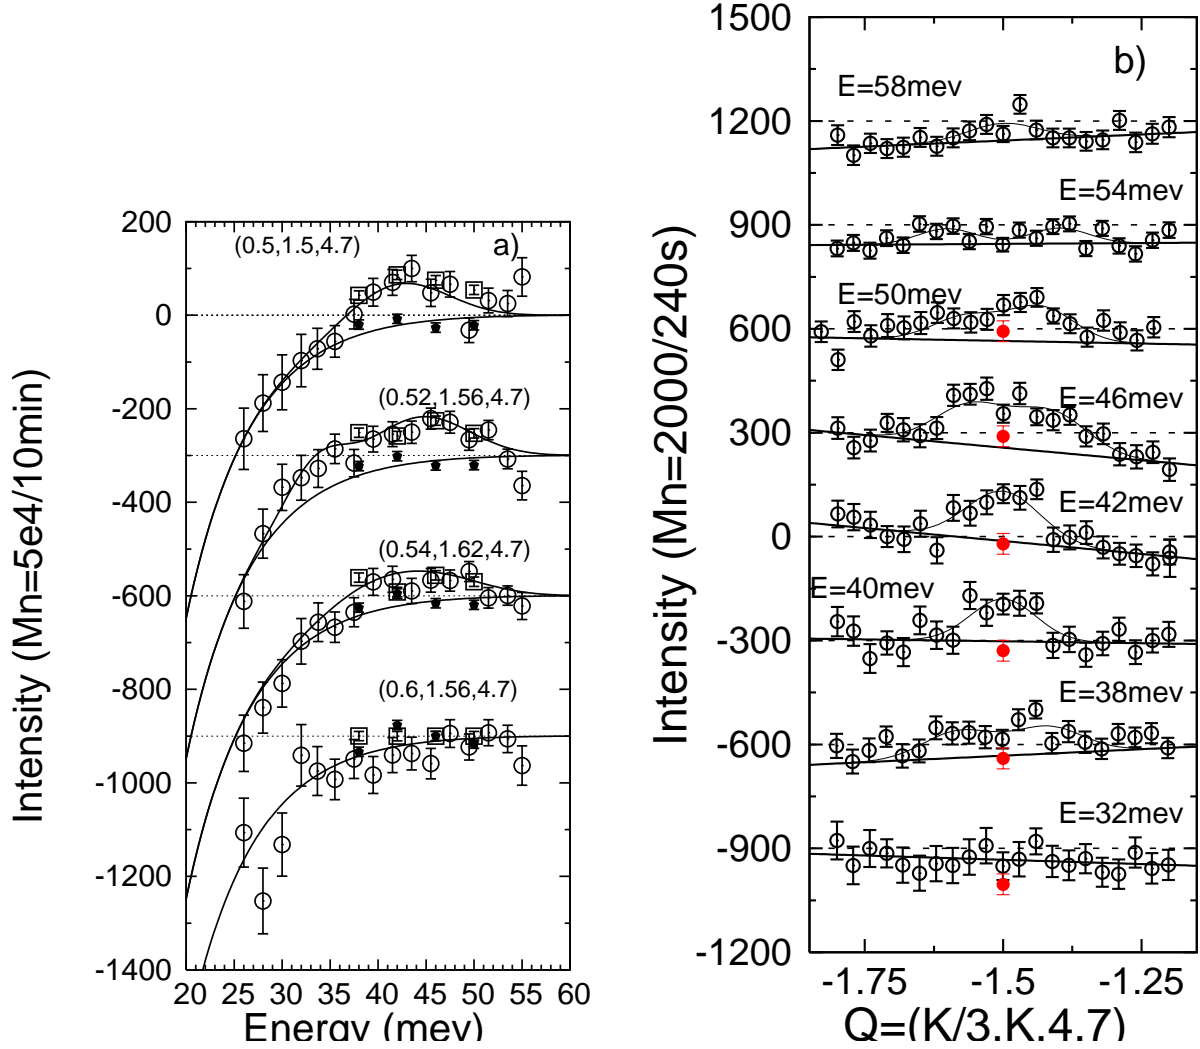 Intensity (Mn=5e4/10min)
200
0
-200
-400
-600
-800
-1000
-1200
-1400
20 25 30 35 40 45 50 55 60
Energy (mev)
a)
(0.5,1.5,4.7)
(0.52,1.56,4.7)
(0.54,1.62,4.7)
(0.6,1.56,4.7)
Intensity (Mn=2000/240s)
1500
1200
900
600
300
0
-300
-600
-900
-1200
-1.75 -1.5 -1.25
Q=(K/3,K,4.7)
b)
E=58mev
E=54mev
E=50mev
E=46mev
E=42mev
E=40mev
E=38mev
E=32mev